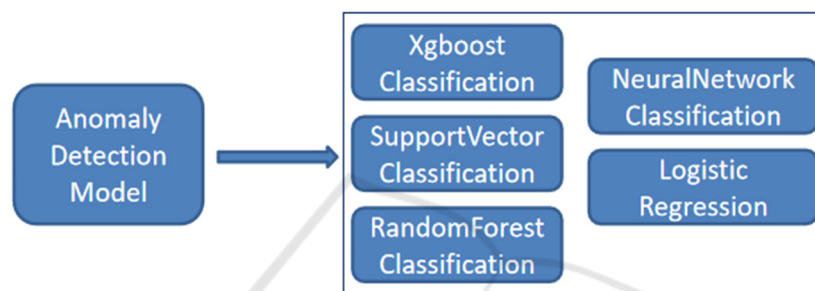 Anomaly
Detection
Model
Xgboost
Classification
SupportVector
Classification
RandomForest
Classification
NeuralNetwork
Classification
Logistic
Regression